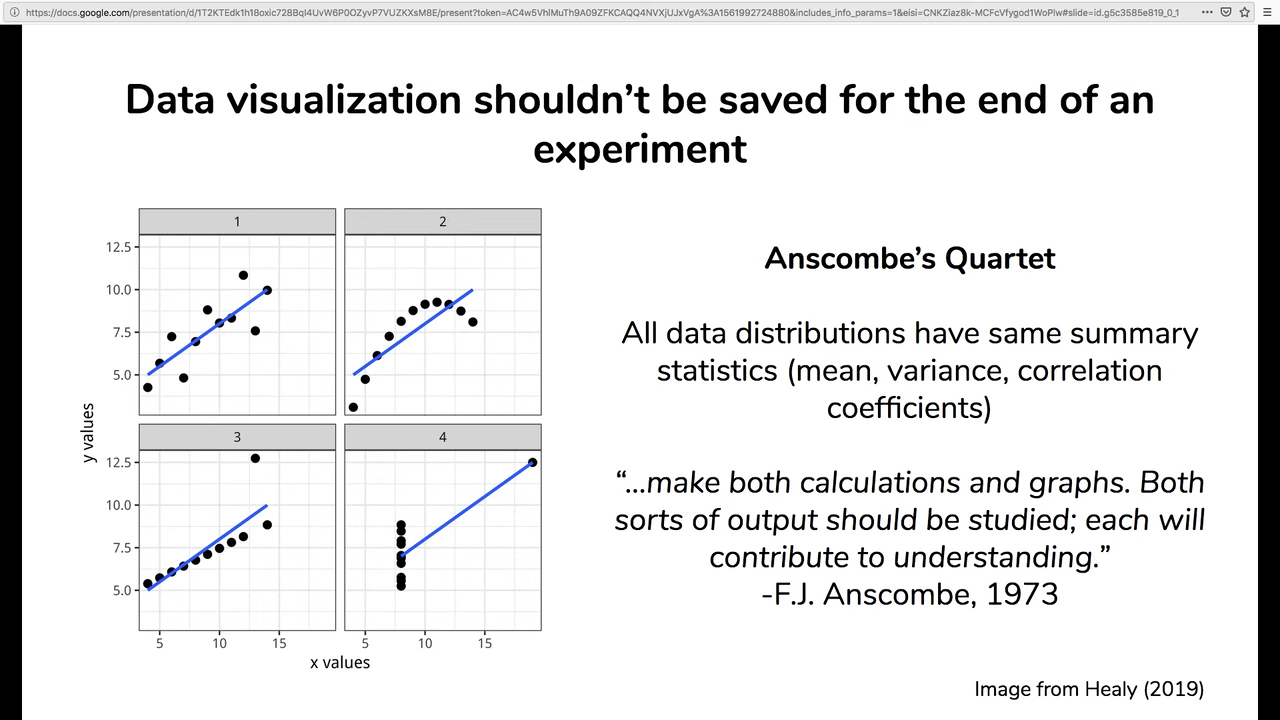 https://docs.google.com/presentation/d/1T2KTEdk1h18oxic728BqI4UvW6P0OZyvP7VUZKXsM8E/present?token=AC4w5VhlMuTh9A09ZFKCAQQ4NVXjUJxVgA%3A1561992724880&includes_info_params=1&eisi=CNKZiaz8k-MCFcVfygod1WoPlw#slide=id.g5c3585e819_0_1
Data visualization shouldn’t be saved for the end of an
experiment
1
2
12.5
10.0
7.5
5.0
3
4
12.5
10.0
7.5
5.0
5
10
15
5
10
15
y values
x values
Anscombe’s Quartet
All data distributions have same summary
statistics (mean, variance, correlation
coefficients)
“...make both calculations and graphs. Both
sorts of output should be studied; each will
contribute to understanding.”
-F.J. Anscombe, 1973
Image from Healy (2019)